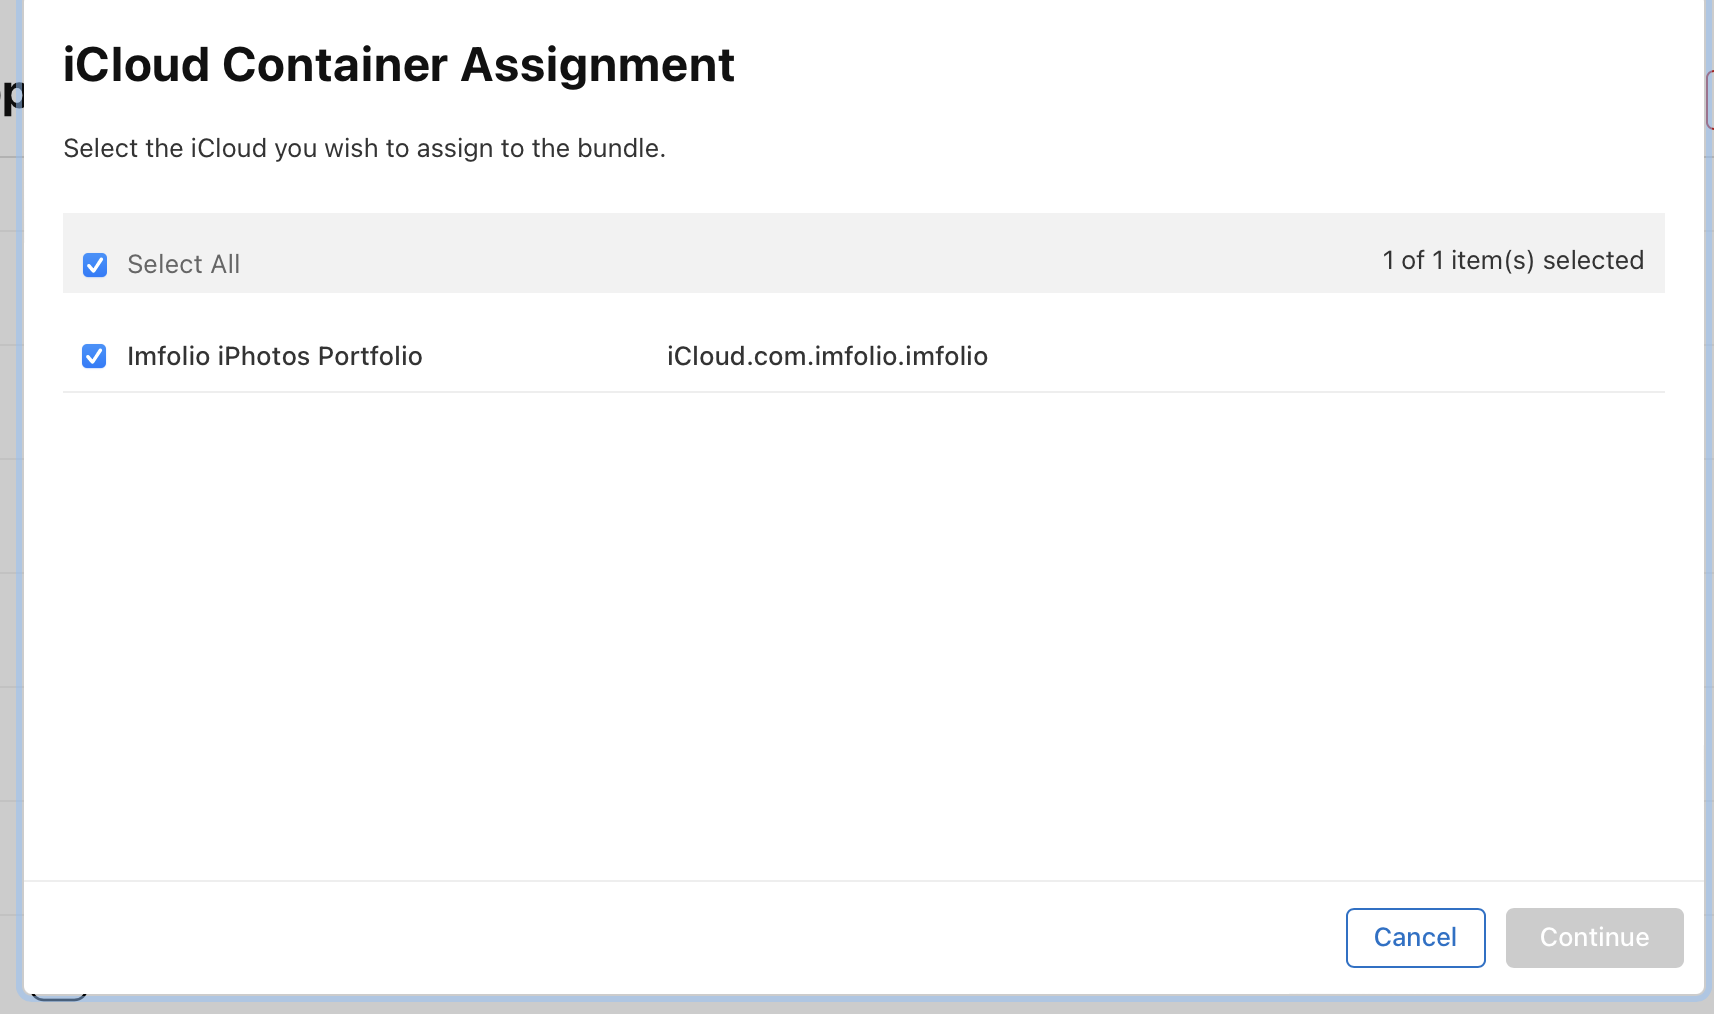 iCloud Container Assignment
Select the iCloud you wish to assign to the bundle.
Select All
1 of 1 item(s) selected
Imfolio iPhotos Portfolio
iCloud.com.imfolio.imfolio
Cancel
Continue